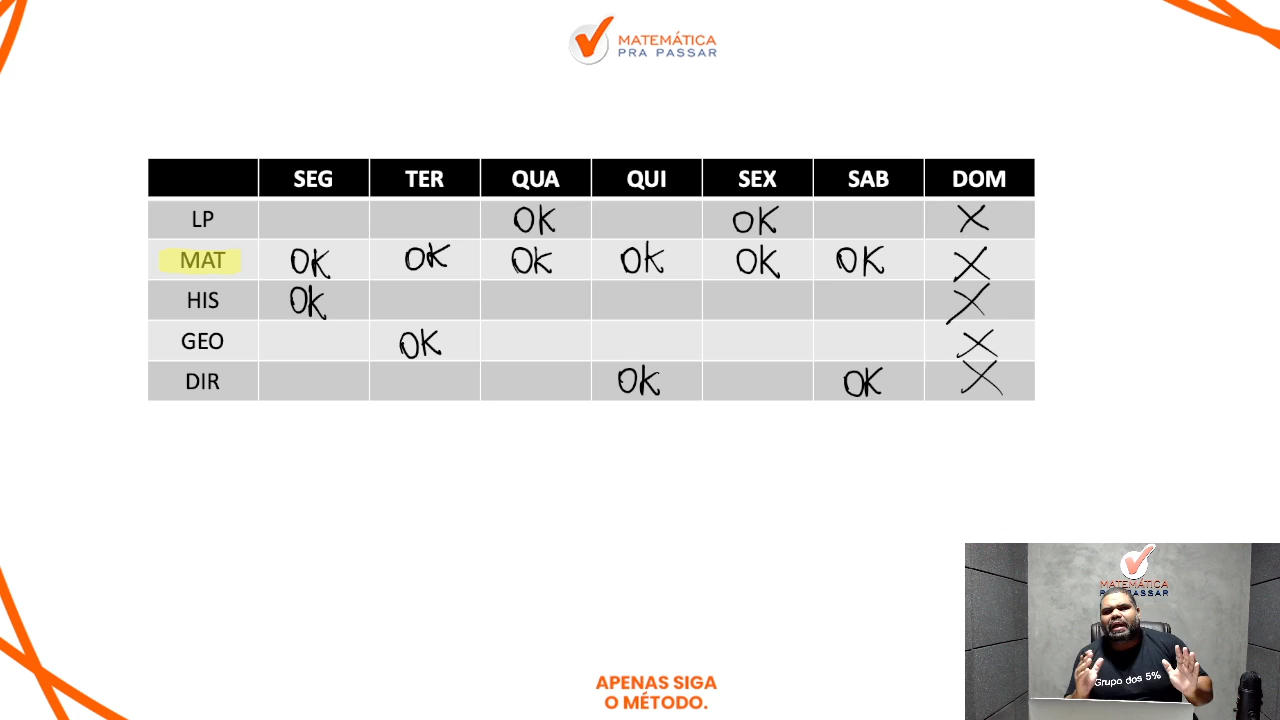 MATEMÁTICA
PRA PASSAR
SEG TER QUA QUI SEX SAB DOM
LP OK OK X
MAT OK OK OK OK OK OK X
HIS OK X
GEO OK X
DIR OK OK X
MATEMÁTICA
PRA PASSAR
Grupo dos 5%
APENAS SIGA
O MÉTODO.